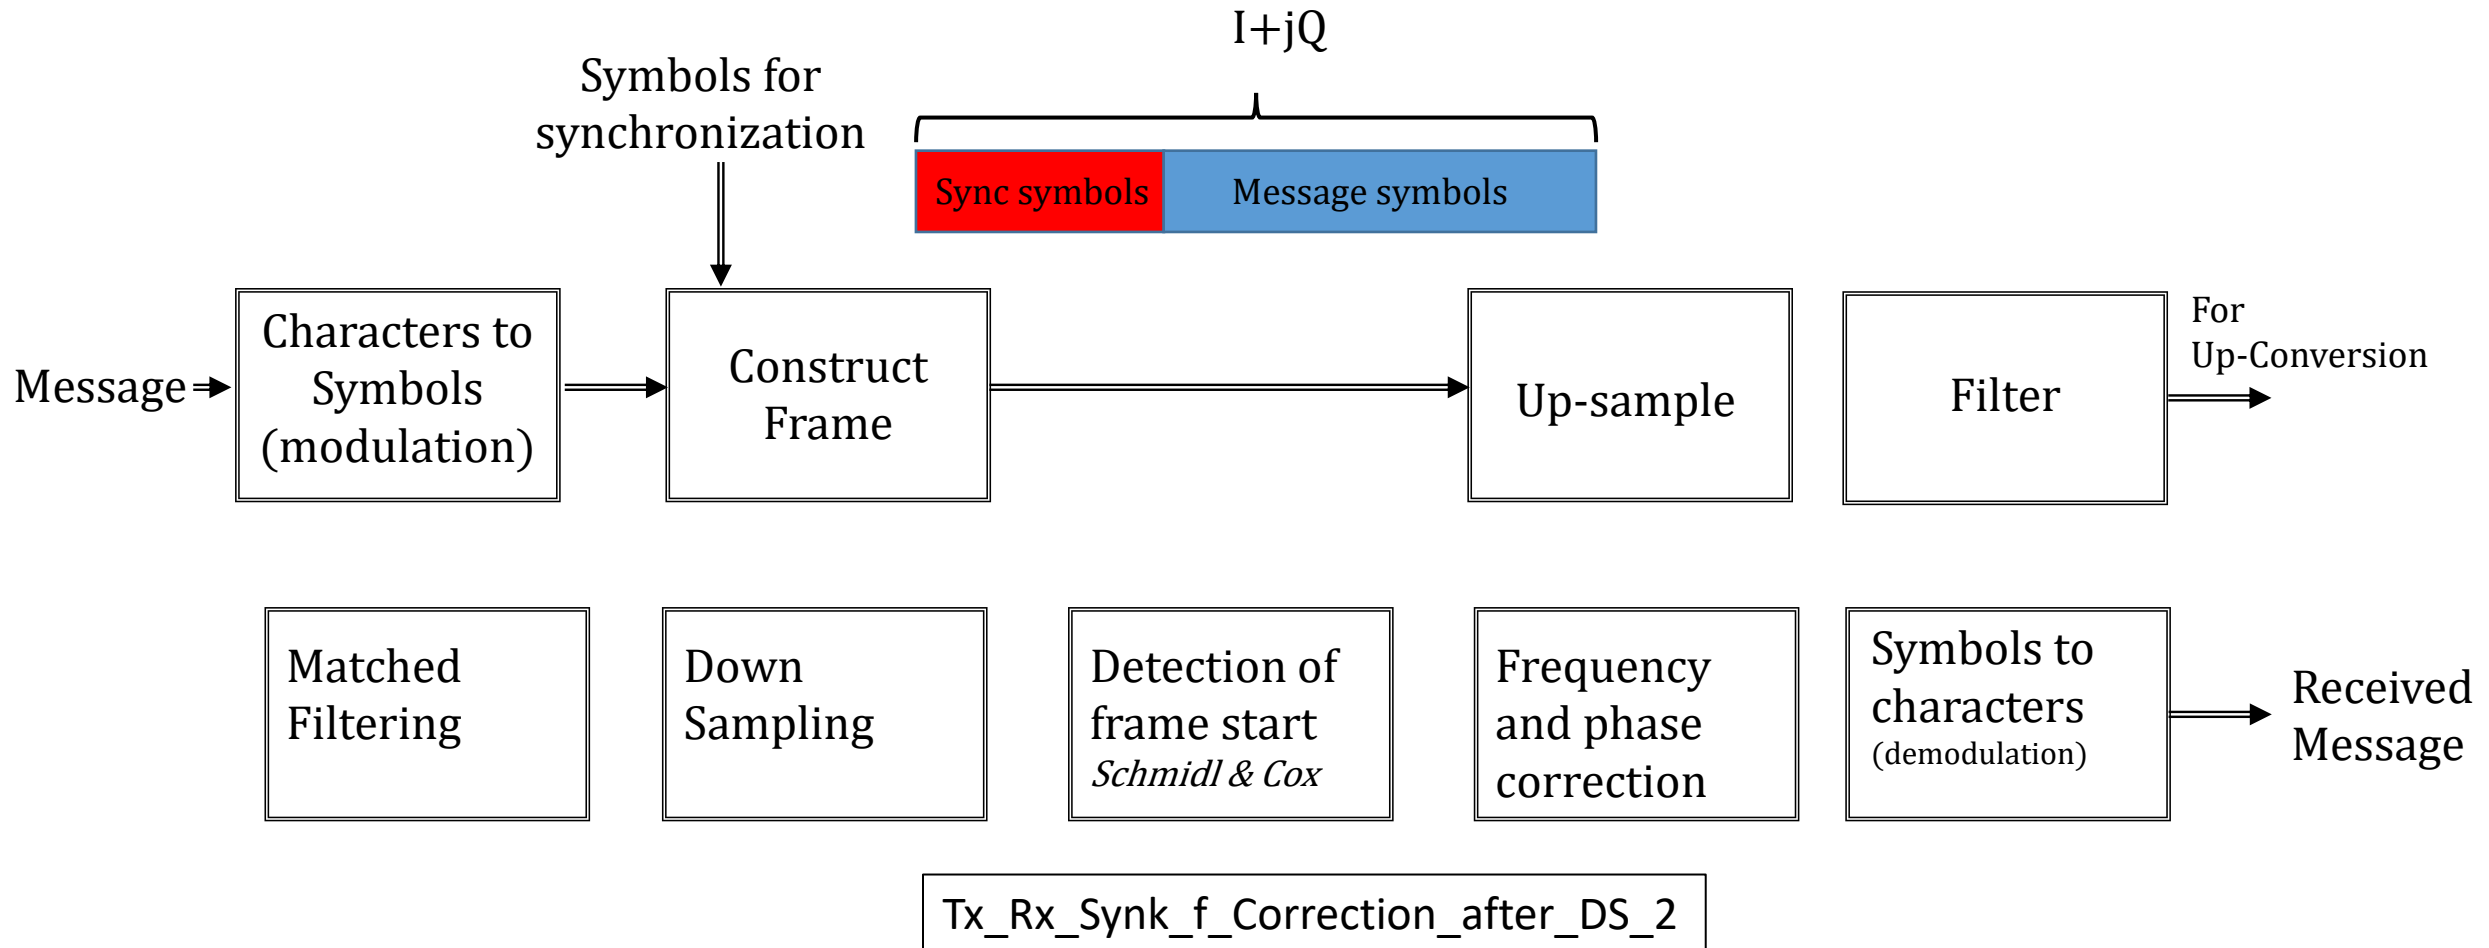 I+jQ
Symbols for
synchronization
Sync symbols
Message symbols
Message
Characters to
Symbols
(modulation)
Construct
Frame
Up-sample
Filter
For
Up-Conversion
Matched
Filtering
Down
Sampling
Detection of
frame start
Schmidl & Cox
Frequency
and phase
correction
Symbols to
characters
(demodulation)
Received
Message
Tx_Rx_Synk_f_Correction_after_DS_2